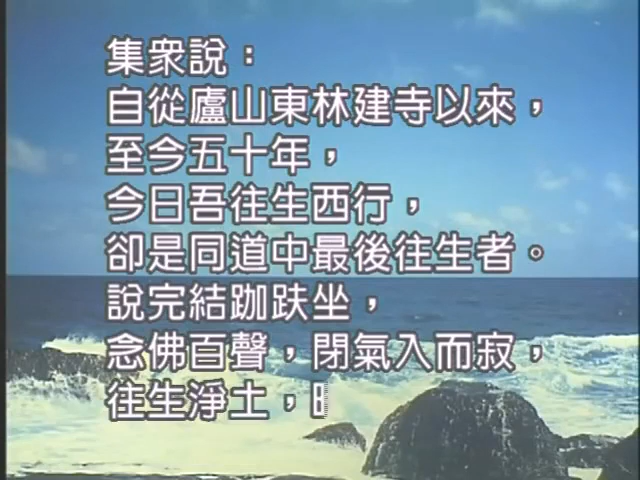 集眾說：
自從廬山東林建寺以來，
至今五十年，
今日吾往生西行，
卻是同道中最後往生者。
說完結跏趺坐，
念佛百聲，閉氣入而寂，
往生淨土，